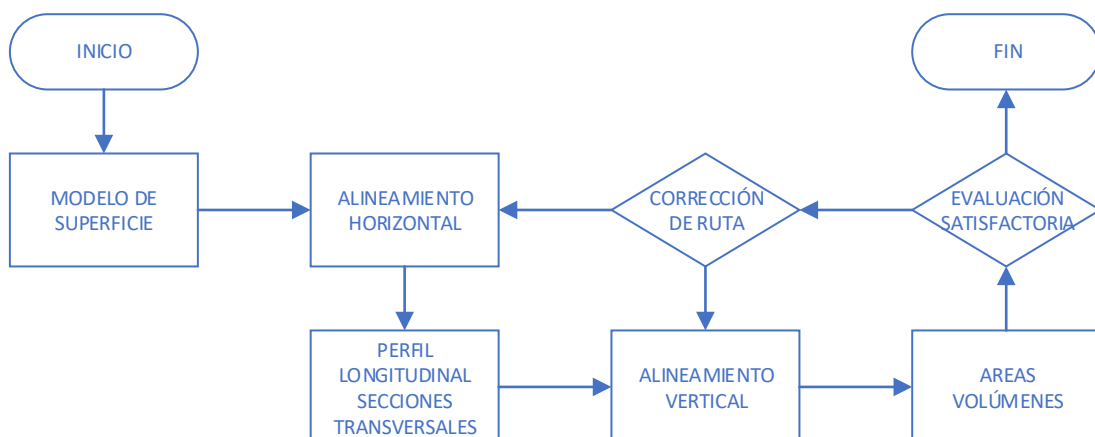 INICIO
FIN
MODELO DE
SUPERFICIE
ALINEAMIENTO
HORIZONTAL
CORRECCIÓN
DE RUTA
EVALUACIÓN
SATISFACTORIA
PERFIL
LONGITUDINAL
SECCIONES
TRANSVERSALES
ALINEAMIENTO
VERTICAL
AREAS
VOLÚMENES